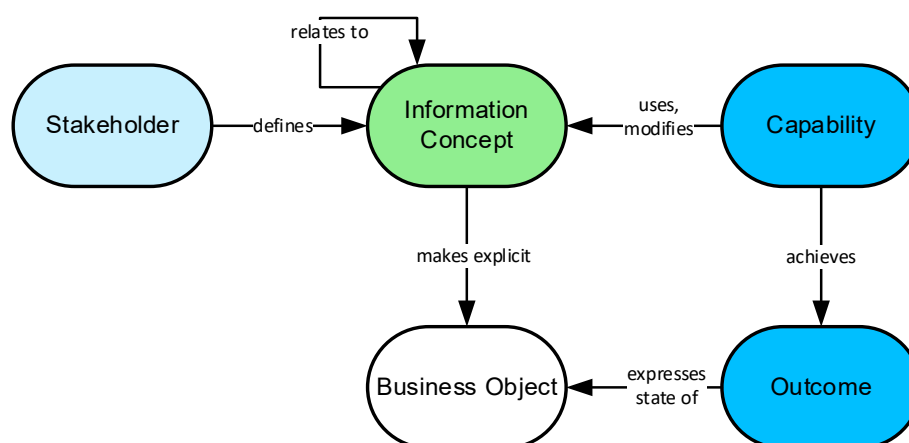 relates to
Stakeholder
defines
Information
Concept
uses,
modifies
Capability
makes explicit
achieves
Business Object
expresses
state of
Outcome